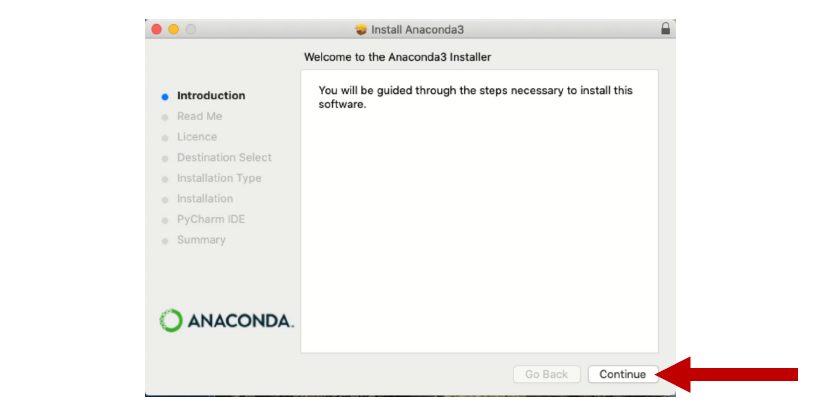 Install Anaconda3
Welcome to the Anaconda3 Installer
Introduction
Read Me
Licence
Destination Select
Installation Type
Installation
PyCharm IDE
Summary
You will be guided through the steps necessary to install this
software.
ANACONDA.
Go Back
Continue